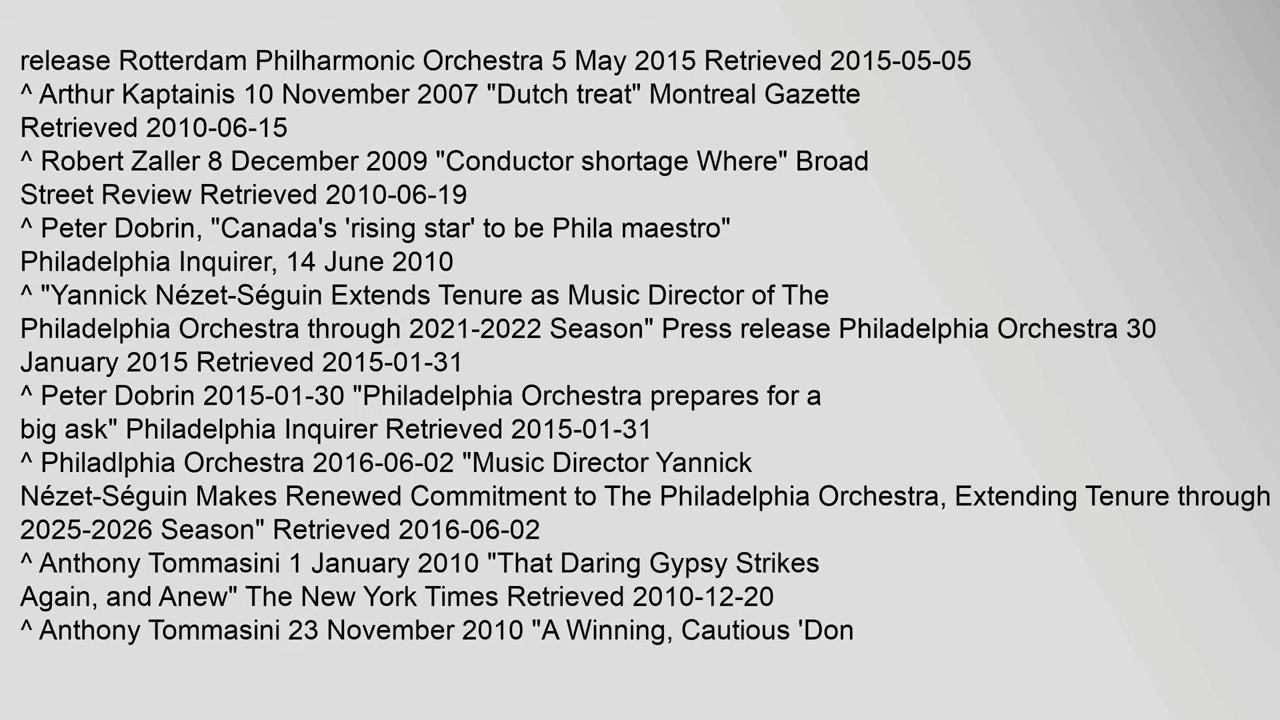 release Rotterdam Philharmonic Orchestra 5 May 2015 Retrieved 2015-05-05
^ Arthur Kaptainis 10 November 2007 "Dutch treat" Montreal Gazette
Retrieved 2010-06-15
^ Robert Zaller 8 December 2009 "Conductor shortage Where" Broad
Street Review Retrieved 2010-06-19
^ Peter Dobrin, "Canada's 'rising star' to be Phila maestro"
Philadelphia Inquirer, 14 June 2010
^ "Yannick Nézet-Séguin Extends Tenure as Music Director of The
Philadelphia Orchestra through 2021-2022 Season" Press release Philadelphia Orchestra 30
January 2015 Retrieved 2015-01-31
^ Peter Dobrin 2015-01-30 "Philadelphia Orchestra prepares for a
big ask" Philadelphia Inquirer Retrieved 2015-01-31
^ Philadlphia Orchestra 2016-06-02 "Music Director Yannick
Nézet-Séguin Makes Renewed Commitment to The Philadelphia Orchestra, Extending Tenure through
2025-2026 Season" Retrieved 2016-06-02
^ Anthony Tommasini 1 January 2010 "That Daring Gypsy Strikes
Again, and Anew" The New York Times Retrieved 2010-12-20
^ Anthony Tommasini 23 November 2010 "A Winning, Cautious 'Don